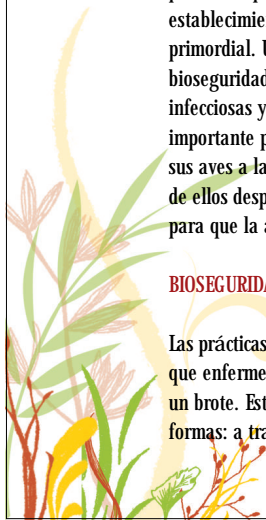 establecimie
primordial. U
bioseguridad
infecciosas y
importante p
sus aves a la
de ellos desp
para que la a
BIOSEGURIDA
Las prácticas
que enferme
un brote. Est
formas: a tra